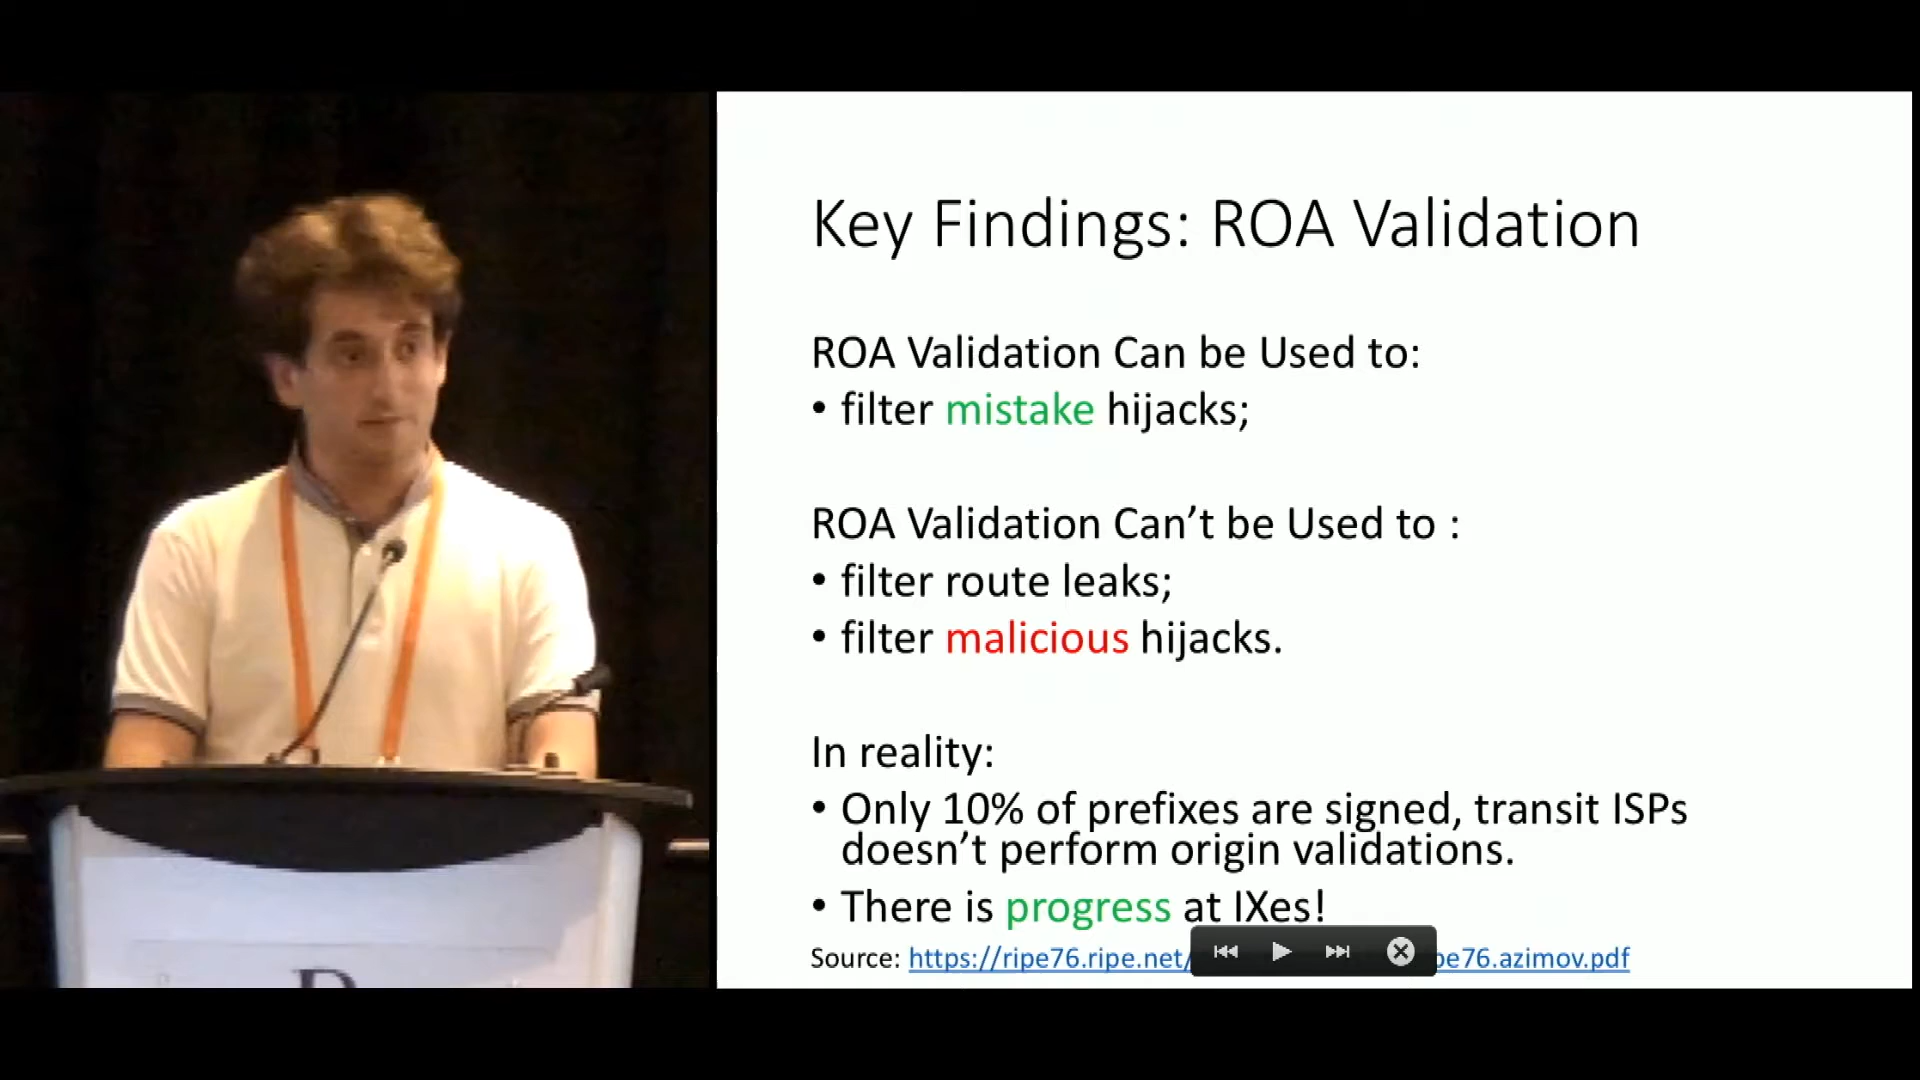 Key Findings: ROA Validation
ROA Validation Can be Used to:
• filter mistake hijacks;
ROA Validation Can’t be Used to :
• filter route leaks;
• filter malicious hijacks.
In reality:
• Only 10% of prefixes are signed, transit ISPs
doesn’t perform origin validations.
• There is progress at IXes!
Source: https://ripe76.ripe.net/ pe76.azimov.pdf